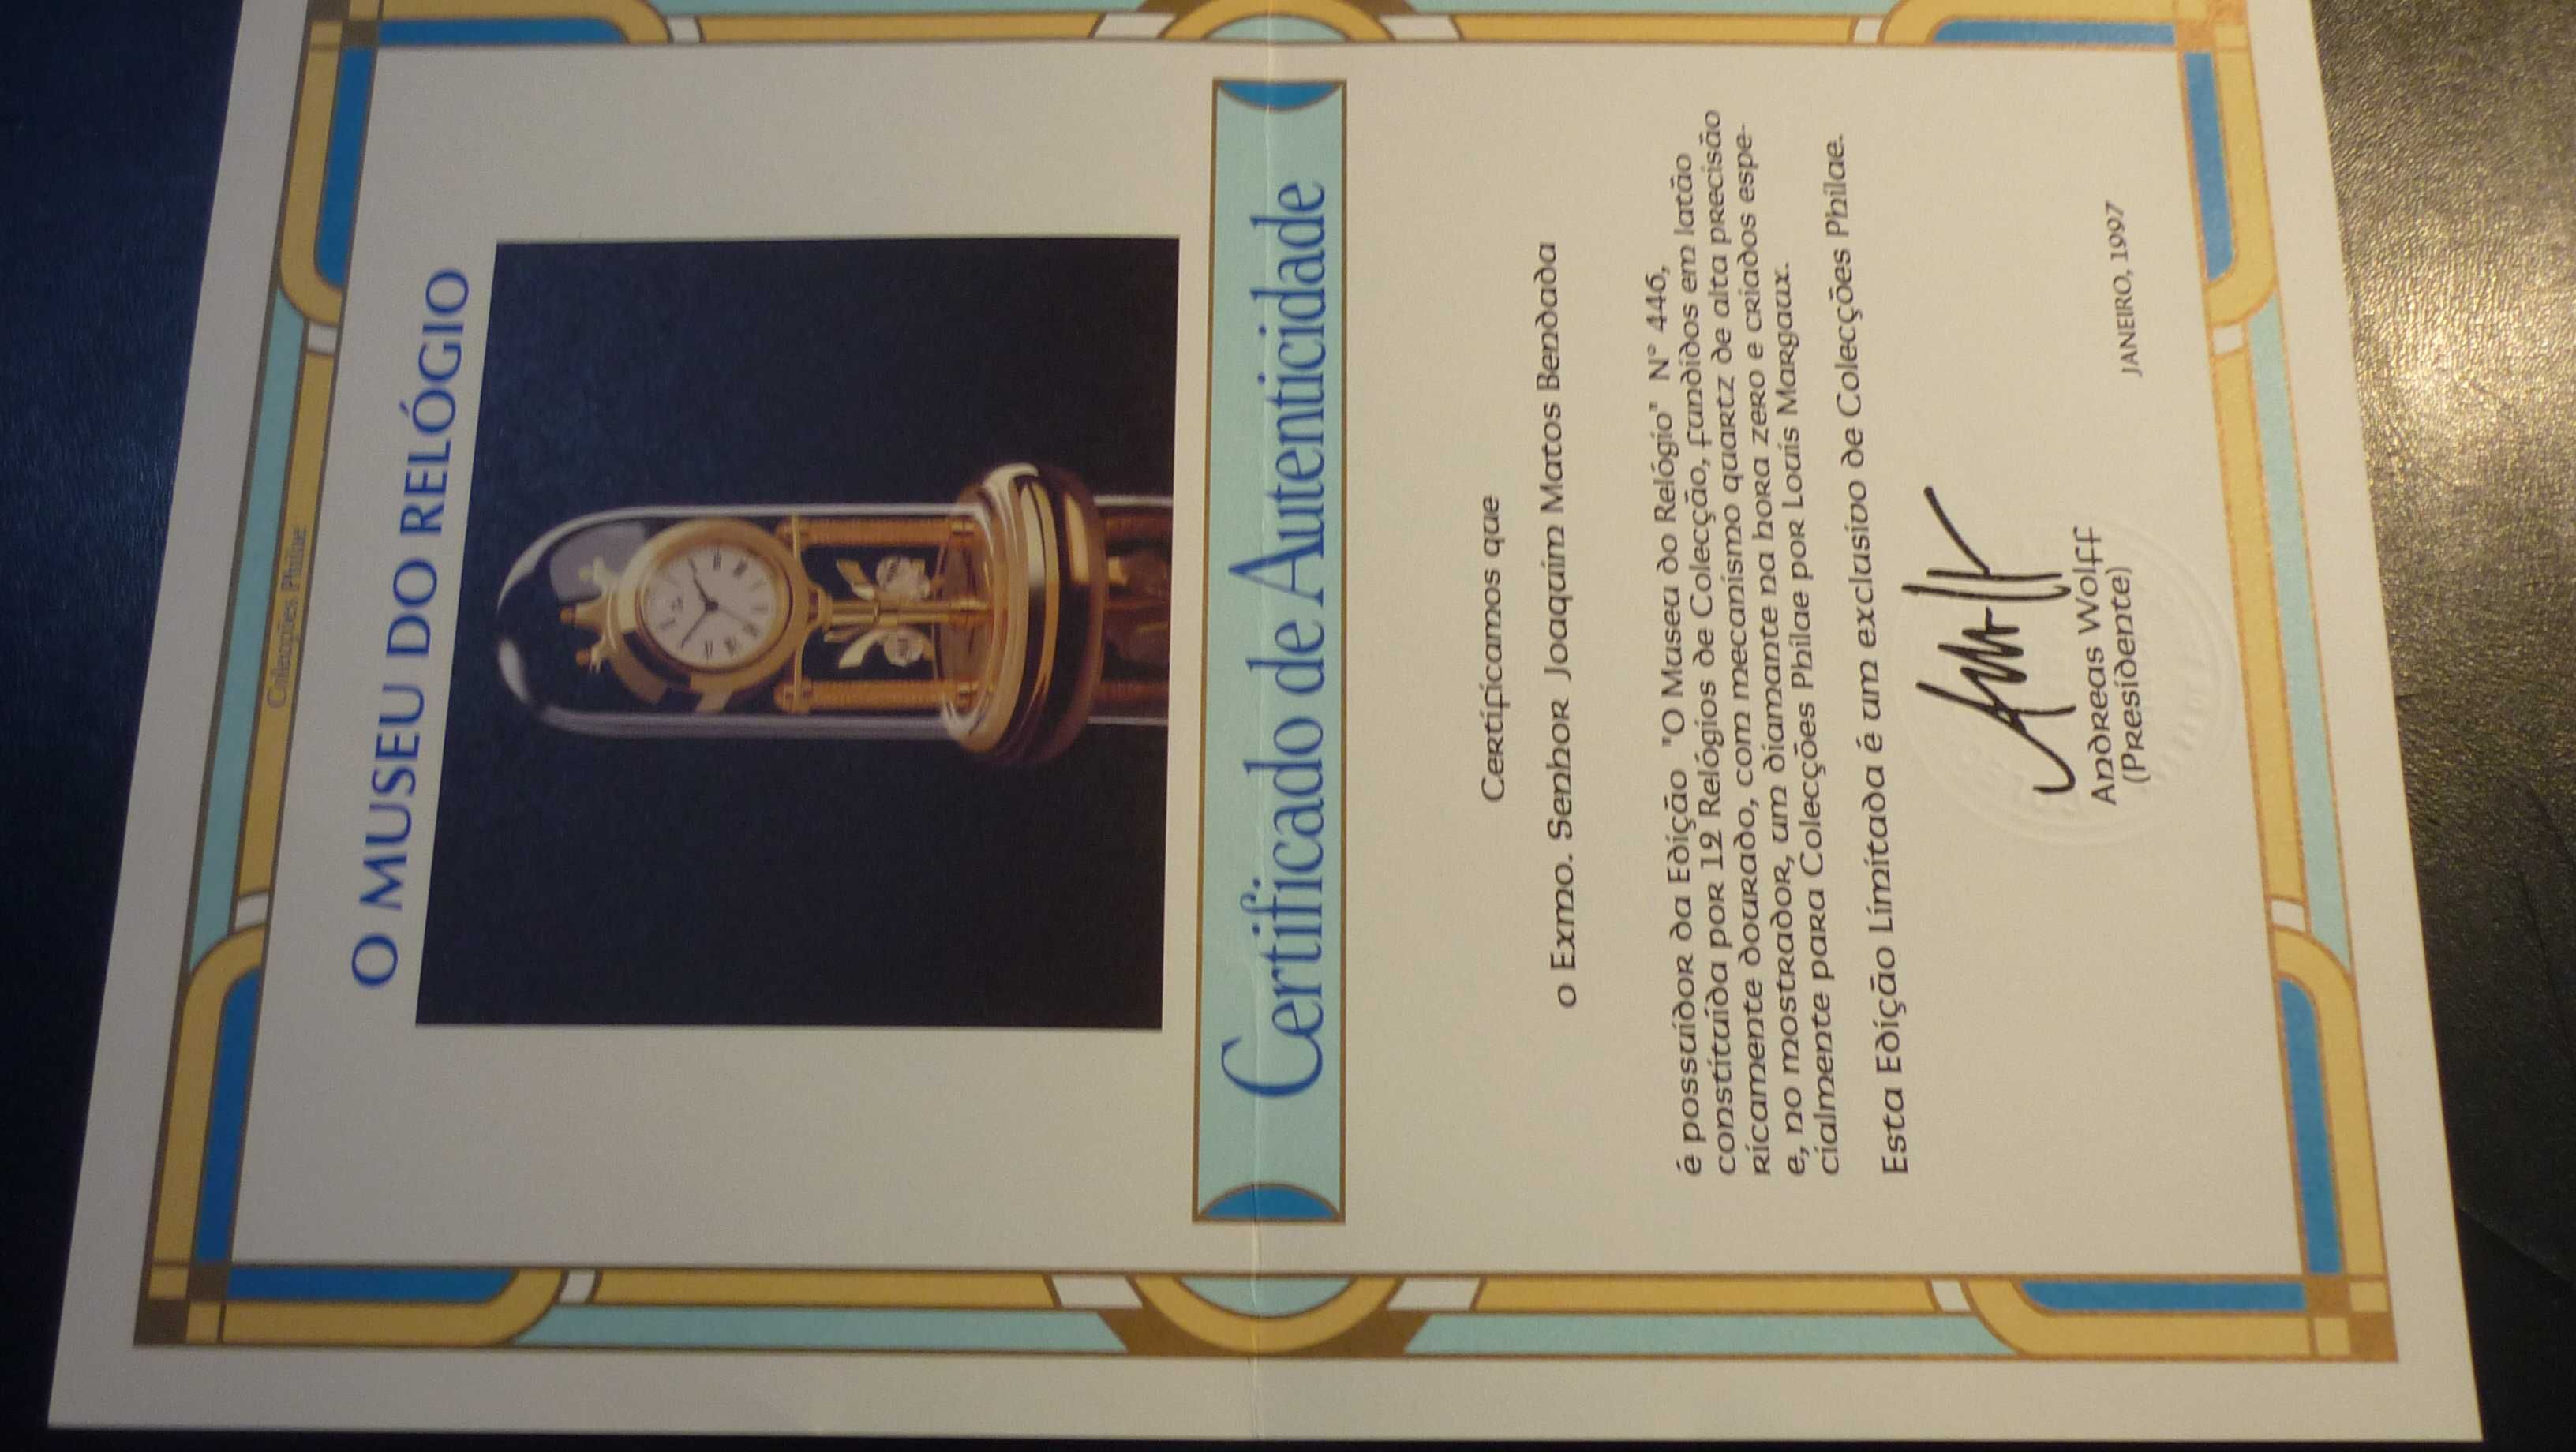 Colecções Philae
O MUSEU DO RELÓGIO
Certificado de Autenticidade
Certificamos que
o Exmo. Senhor Joaquim Matos Bendada
é possuidor da Edição "O Museu do Relógio" Nº 446,
constituída por 12 Relógios de Colecção, fundidos em latão
ricamente dourado, com mecanismo quartz de alta precisão
e, no mostrador, um diamante na hora zero e criados espe-
cialmente para Colecções Philae por Louis Margaux.
Esta Edição Limitada é um exclusivo de Colecções Philae.
Andreas Wolff
(Presidente)
JANEIRO, 1997